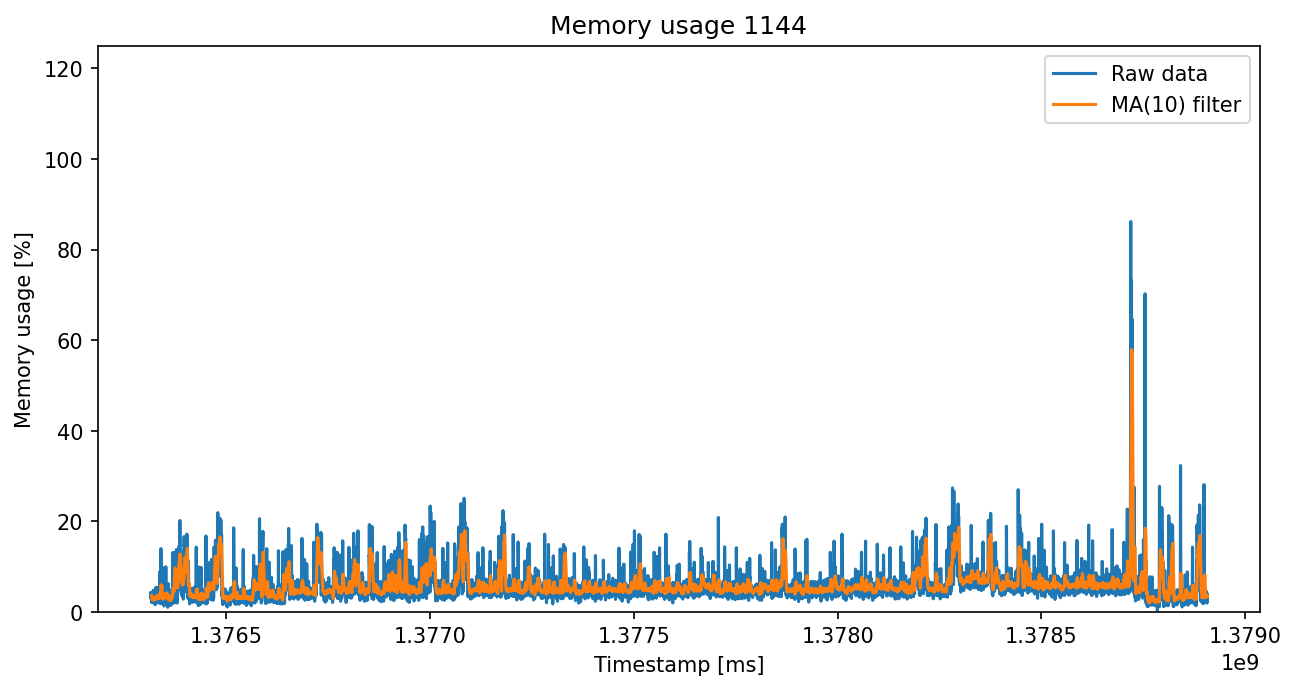 Memory usage 1144
Raw data
MA(10) filter
Memory usage [%]
120
100
80
60
40
20
0
1.3765 1.3770 1.3775 1.3780 1.3785 1.3790
1e9
Timestamp [ms]